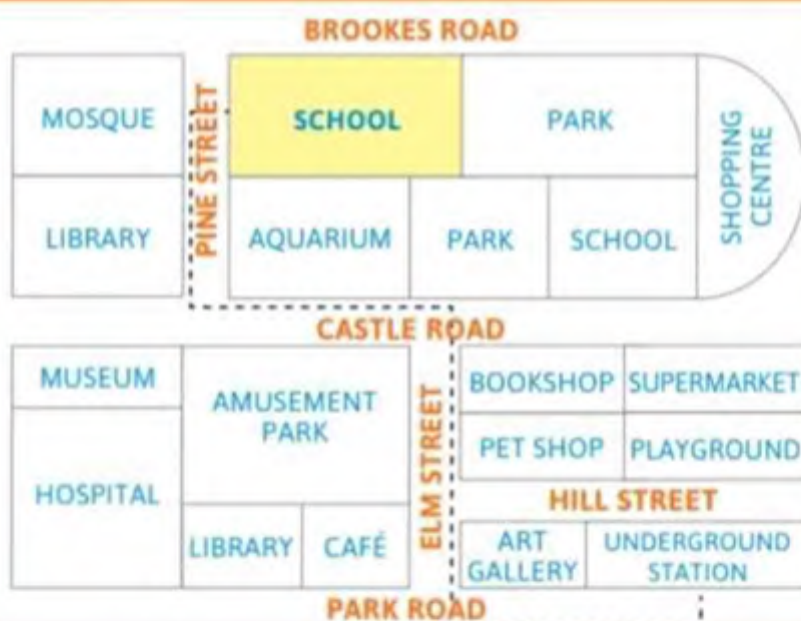 BROOKES ROAD
MOSQUE
PINE STREET
SCHOOL
PARK
SHOPPING
CENTRE
LIBRARY
AQUARIUM
PARK
SCHOOL
CASTLE ROAD
MUSEUM
AMUSEMENT
PARK
ELM STREET
BOOKSHOP
SUPERMARKET
PET SHOP
PLAYGROUND
HOSPITAL
HILL STREET
LIBRARY
CAFÉ
ART
GALLERY
UNDERGROUND
STATION
PARK ROAD